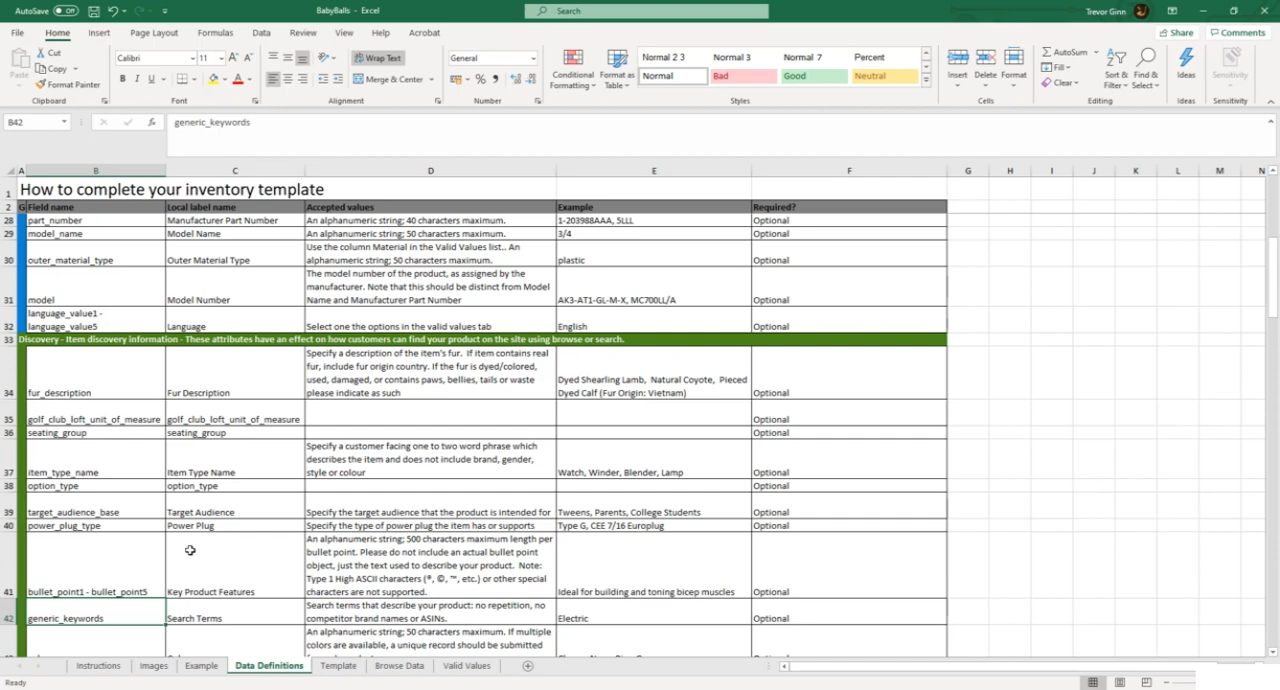 AutoSave Off
BabyBalls - Excel
Search
Trevor Ginn
File Home Insert Page Layout Formulas Data Review View Help Acrobat
Share Comments
Paste
Cut
Copy
Format Painter
Clipboard
Calibri 11
B I U
Font
Wrap Text
Merge & Center
Alignment
General
Number
Conditional Formatting
Format as Table
Normal 2 3 Normal 3 Normal 7 Percent
Normal Bad Good Neutral
Styles
Insert Delete Format
Cells
AutoSum
Fill
Clear
Sort & Filter
Find & Select
Editing
Ideas
Ideas
Sensitivity
Sensitivity
B42 fx generic_keywords
A B C D E F G H I J K L M N
1 How to complete your inventory template
2 G Field name Local label name Accepted values Example Required?
28 part_number Manufacturer Part Number An alphanumeric string; 40 characters maximum. 1-203988AAA, 5LLL Optional
29 model_name Model Name An alphanumeric string; 50 characters maximum. 3/4 Optional
Use the column Material in the Valid Values list.. An
30 outer_material_type Outer Material Type alphanumeric string; 50 characters maximum. plastic Optional
The model number of the product, as assigned by the
manufacturer. Note that this should be distinct from Model
31 model Model Number Name and Manufacturer Part Number AK3-AT1-GL-M-X, MC700LL/A Optional
language_value1 -
32 language_value5 Language Select one the options in the valid values tab English Optional
33 Discovery - Item discovery information - These attributes have an effect on how customers can find your product on the site using browse or search.
Specify a description of the item's fur. If item contains real
fur, include fur origin country. If the fur is dyed/colored,
used, damaged, or contains paws, bellies, tails or waste Dyed Shearling Lamb, Natural Coyote, Pieced
34 fur_description Fur Description please indicate as such Dyed Calf (Fur Origin: Vietnam) Optional
35 golf_club_loft_unit_of_measure golf_club_loft_unit_of_measure Optional
36 seating_group seating_group Optional
Specify a customer facing one to two word phrase which
describes the item and does not include brand, gender,
37 item_type_name Item Type Name style or colour Watch, Winder, Blender, Lamp Optional
38 option_type option_type Optional
39 target_audience_base Target Audience Specify the target audience that the product is intended for Tweens, Parents, College Students Optional
40 power_plug_type Power Plug Specify the type of power plug the item has or supports Type G, CEE 7/16 Europlug Optional
An alphanumeric string; 500 characters maximum length per
bullet point. Please do not include an actual bullet point
object, just the text used to describe your product. Note:
Type 1 High ASCII characters (®, ©, ™, etc.) or other special
41 bullet_point1 - bullet_point5 Key Product Features characters are not supported. Ideal for building and toning bicep muscles Optional
Search terms that describe your product: no repetition, no
42 generic_keywords Search Terms competitor brand names or ASINs. Electric Optional
An alphanumeric string; 50 characters maximum. If multiple
colors are available, a unique record should be submitted
Instructions Images Example Data Definitions Template Browse Data Valid Values
Ready